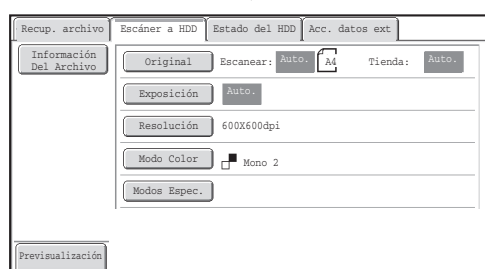 Recup. archivo Escáner a HDD Estado del HDD Acc. datos ext
Información
Del Archivo
Original Escanear: Auto. A4 Tienda: Auto.
Exposición Auto.
Resolución 600X600dpi
Modo Color Mono 2
Modos Espec.
Previsualización